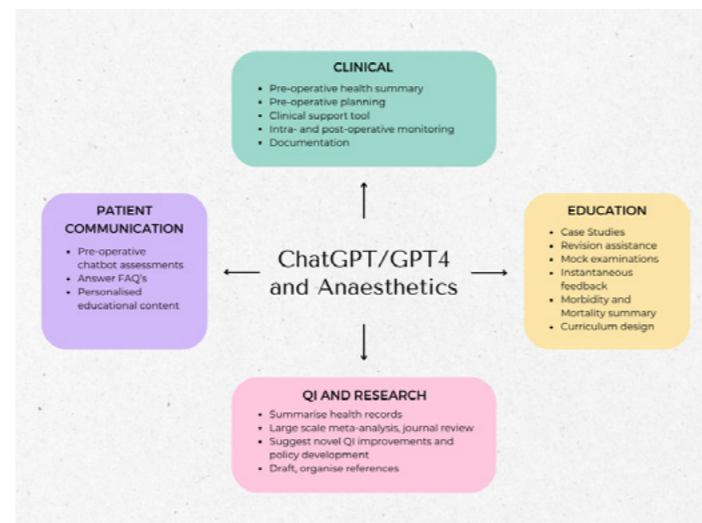 CLINICAL
• Pre-operative health summary
• Pre-operative planning
• Clinical support tool
• Intra- and post-operative monitoring
• Documentation
PATIENT
COMMUNICATION
• Pre-operative
chatbot assessments
• Answer FAQ's
• Personalised
educational content
ChatGPT/GPT4
and Anaesthetics
EDUCATION
• Case Studies
• Revision assistance
• Mock examinations
• Instantaneous
feedback
• Morbidity and
Mortality summary
• Curriculum design
QI AND RESEARCH
• Summarise health records
• Large scale meta-analysis, journal review
• Suggest novel QI improvements and
policy development
• Draft, organise references